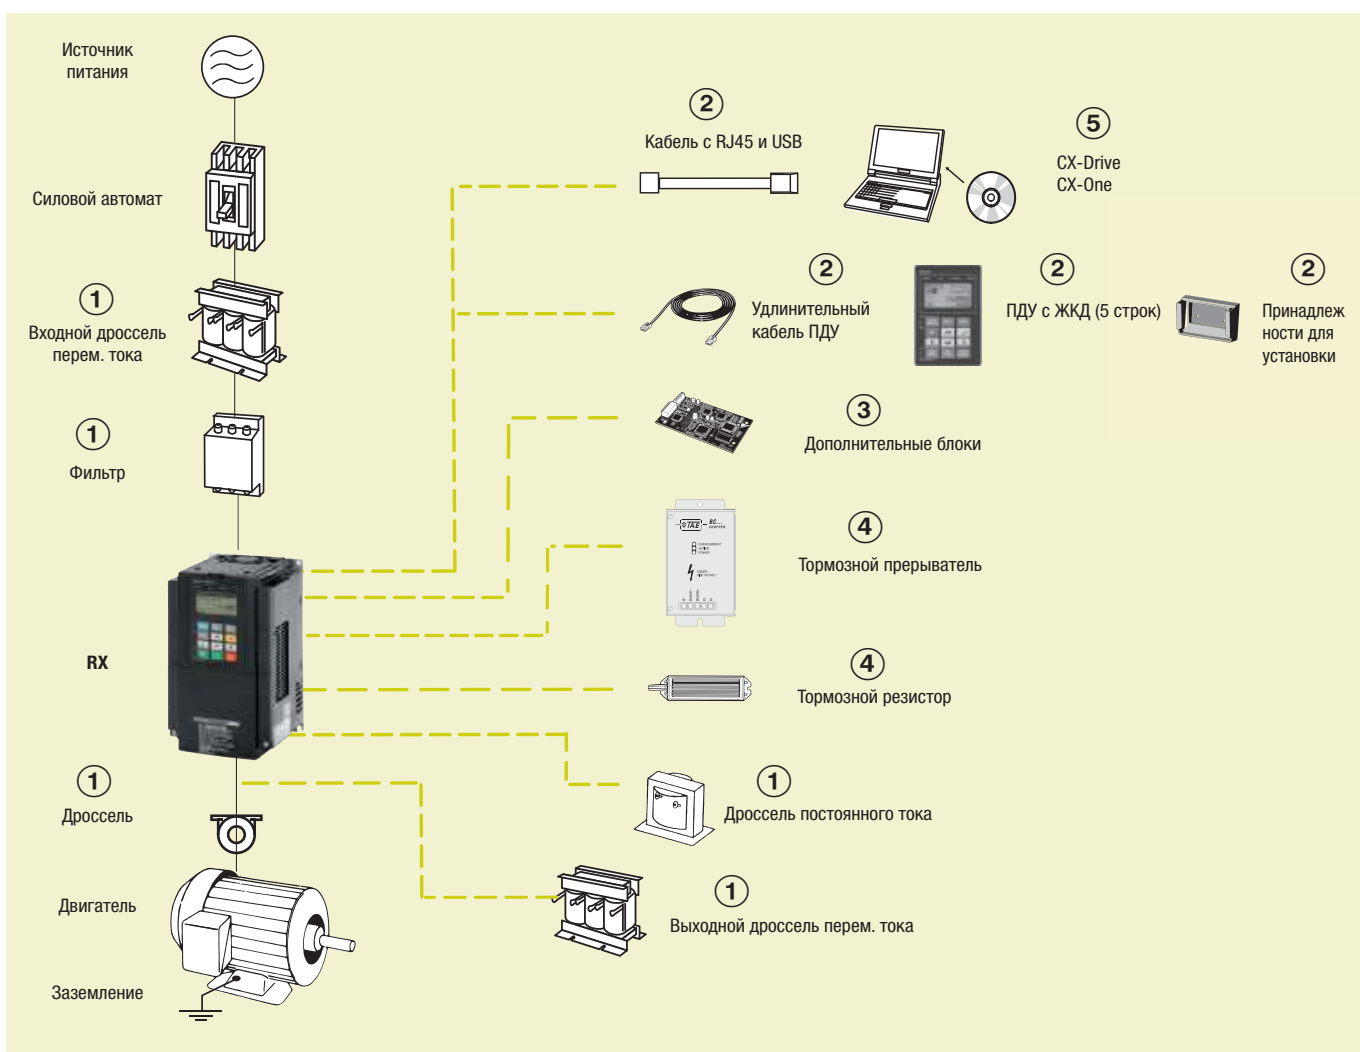 Источник
питания
Силовой автомат
1
Входной дроссель
перем. тока
1
Фильтр
RX
1
Дроссель
Двигатель
Заземление
2
Кабель с RJ45 и USB
5
CX-Drive
CX-One
2
Удлинительный
кабель ПДУ
2
ПДУ с ЖКД (5 строк)
2
Принадлеж
ности для
установки
3
Дополнительные блоки
TAE
BC...
4
Тормозной прерыватель
4
Тормозной резистор
1
Дроссель постоянного тока
1
Выходной дроссель перем. тока